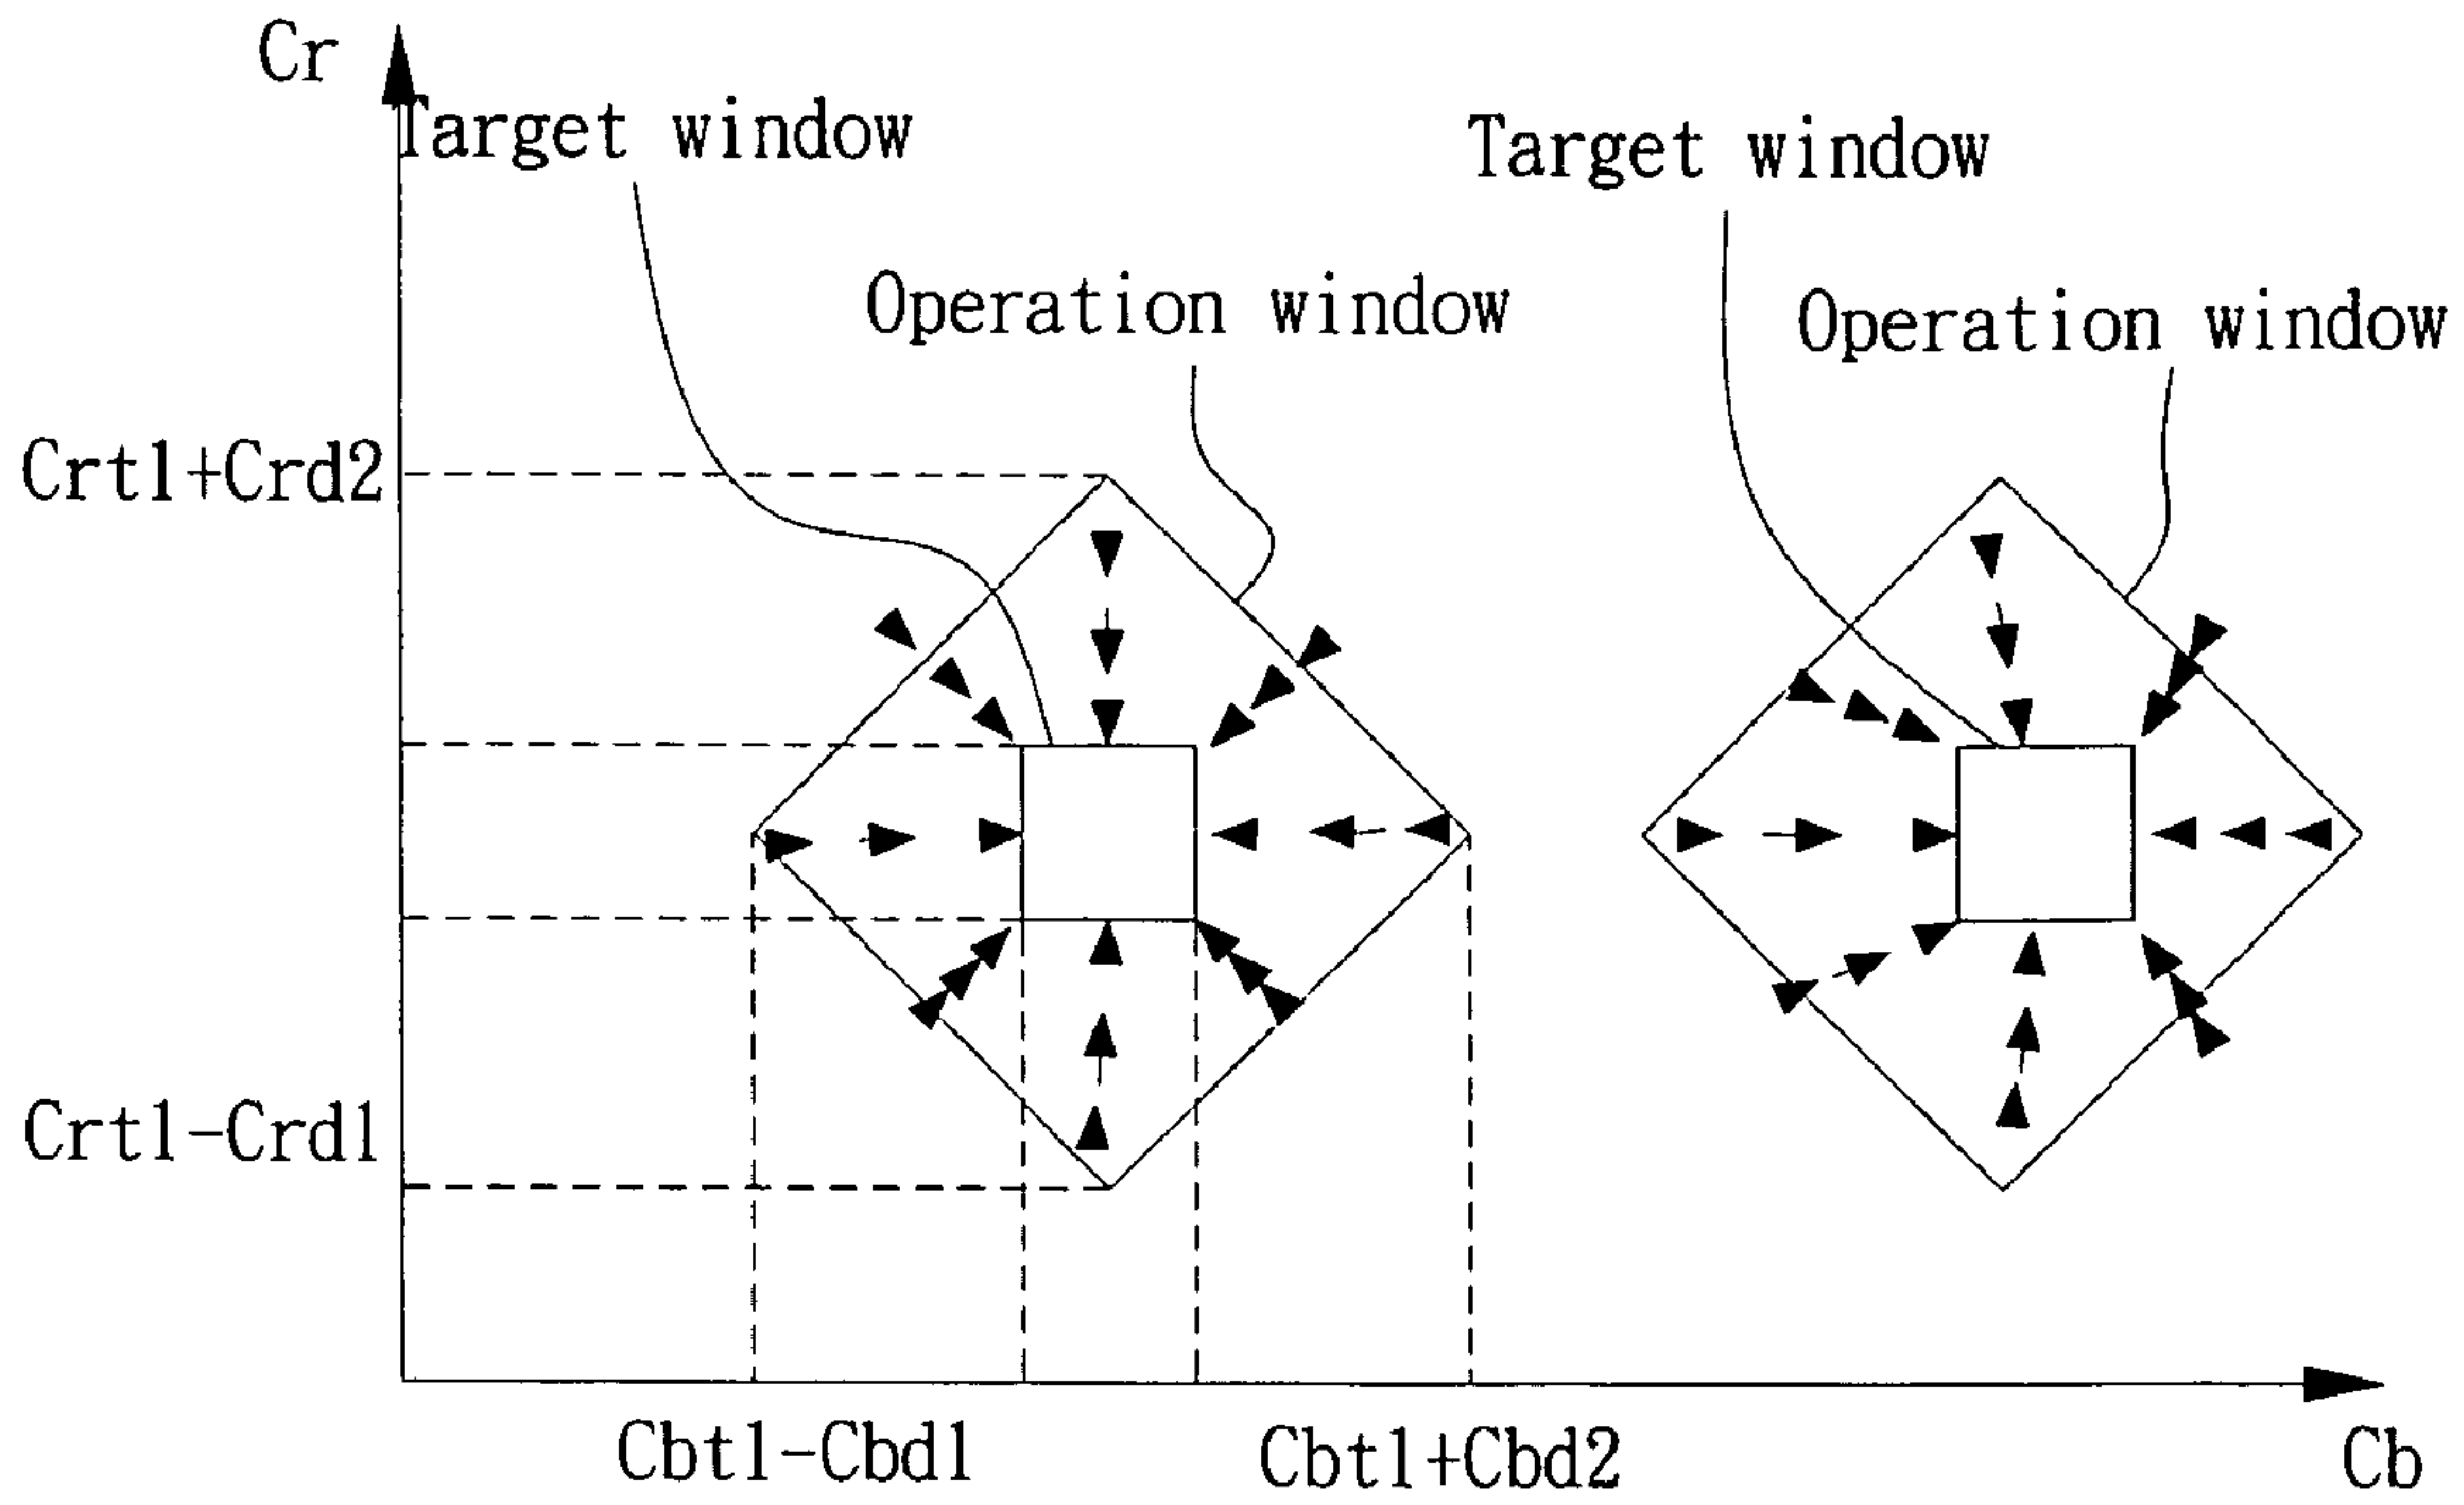 Cr
Target window
Target window
Operation window
Operation window
Crt1+Crd2
Crt1-Crd1
Cbt1-Cbd1
Cbt1+Cbd2
Cb